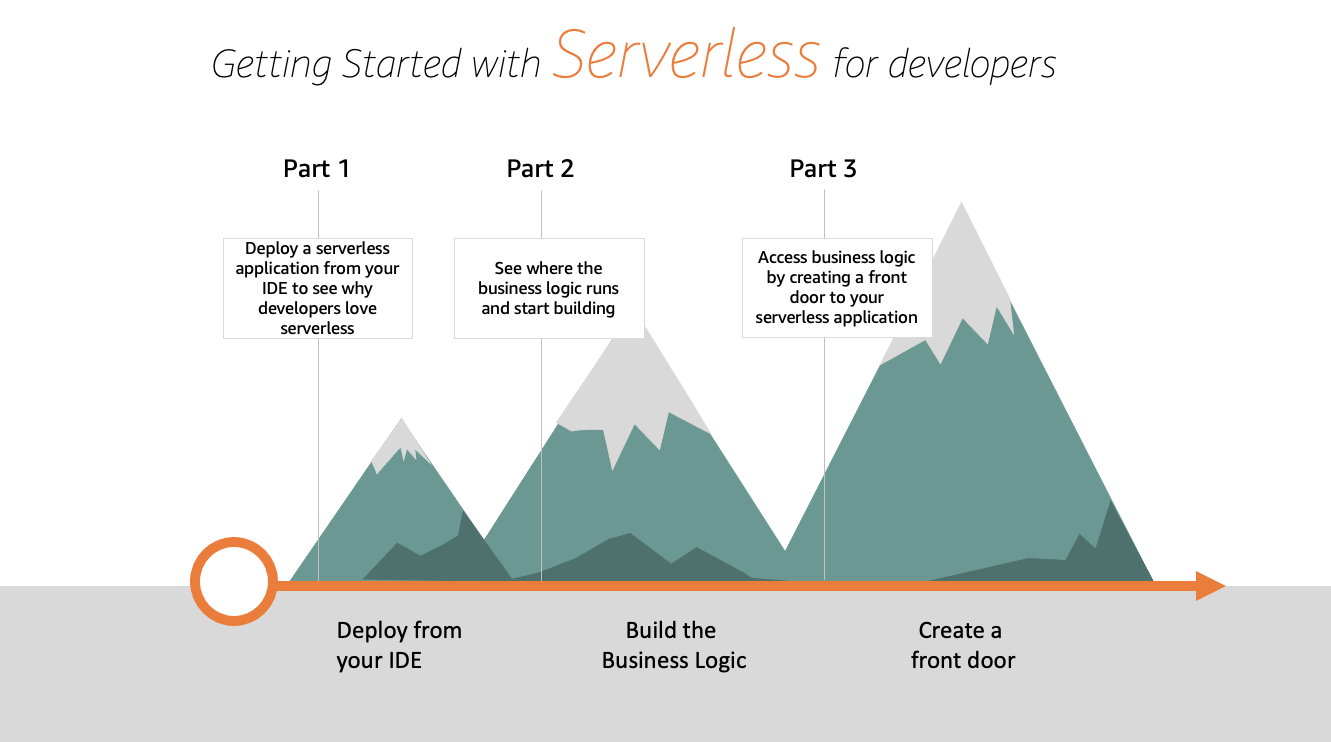 Getting Started with Serverless for developers
Part 1
Part 2
Part 3
Deploy a serverless
application from your
IDE to see why
developers love
serverless
See where the
business logic runs
and start building
Access business logic
by creating a front
door to your
serverless application
Deploy from
your IDE
Build the
Business Logic
Create a
front door